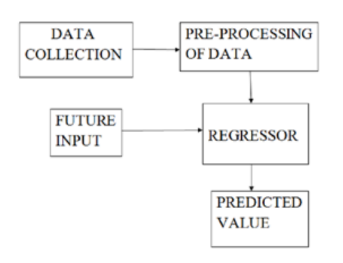 DATA
COLLECTION
PRE-PROCESSING
OF DATA
FUTURE
INPUT
REGRESSOR
PREDICTED
VALUE